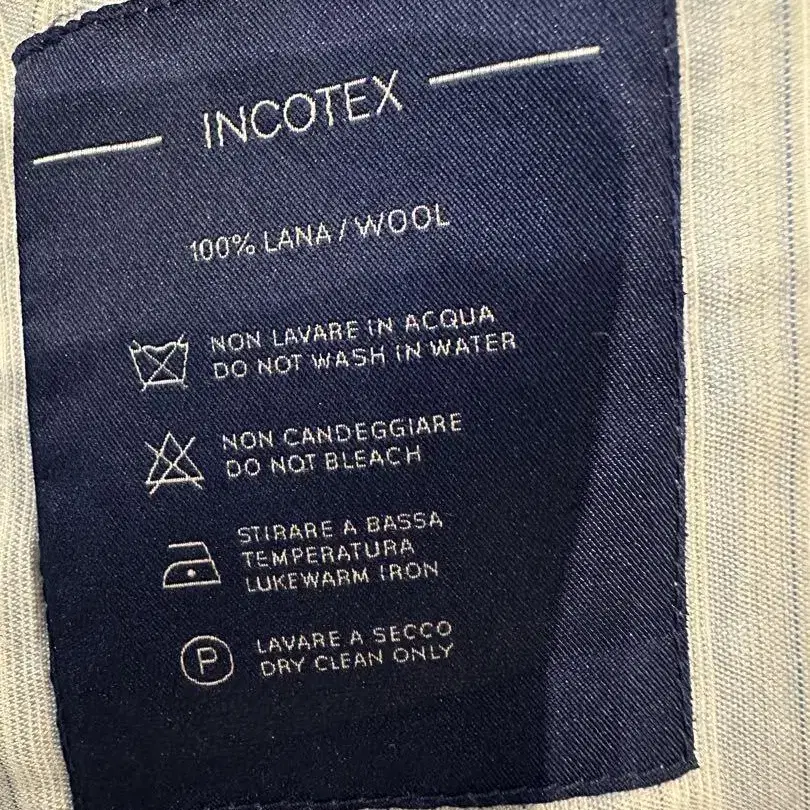 INCOTEX
100% LANA / WOOL
NON LAVARE IN ACQUA
DO NOT WASH IN WATER
NON CANDEGGIARE
DO NOT BLEACH
STIRARE A BASSA
TEMPERATURA
LUKEWARM IRON
P
LAVARE A SECCO
DRY CLEAN ONLY